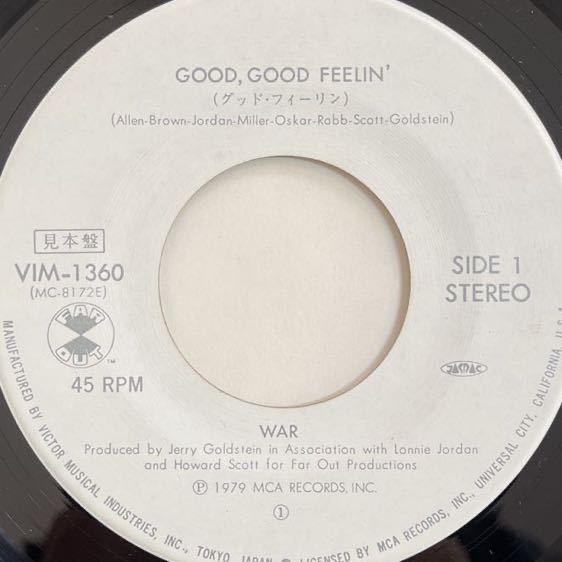 GOOD, GOOD FEELIN'
(グッド・フィーリン)
(Allen-Brown-Jordan-Miller-Oskar-Rabb-Scott-Goldstein)
見本盤
VIM-1360
(MC-8172E)
SIDE 1
STEREO
FAR OUT TM
45 RPM
JASRAC
WAR
Produced by Jerry Goldstein in Association with Lonnie Jordan
and Howard Scott for Far Out Productions
Ⓟ 1979 MCA RECORDS, INC.
①
MANUFACTURED BY VICTOR MUSICAL INDUSTRIES, INC., TOKYO, JAPAN Ⓒ LICENSED BY MCA RECORDS, INC., UNIVERSAL CITY, CALIFORNIA, U.S.A.